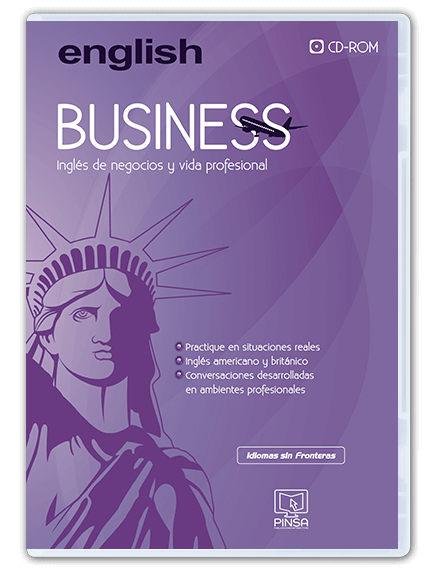 english
CD-ROM
BUSINESS
Inglés de negocios y vida profesional
Practique en situaciones reales
Inglés americano y británico
Conversaciones desarrolladas
en ambientes profesionales
Idiomas sin Fronteras
PINSA